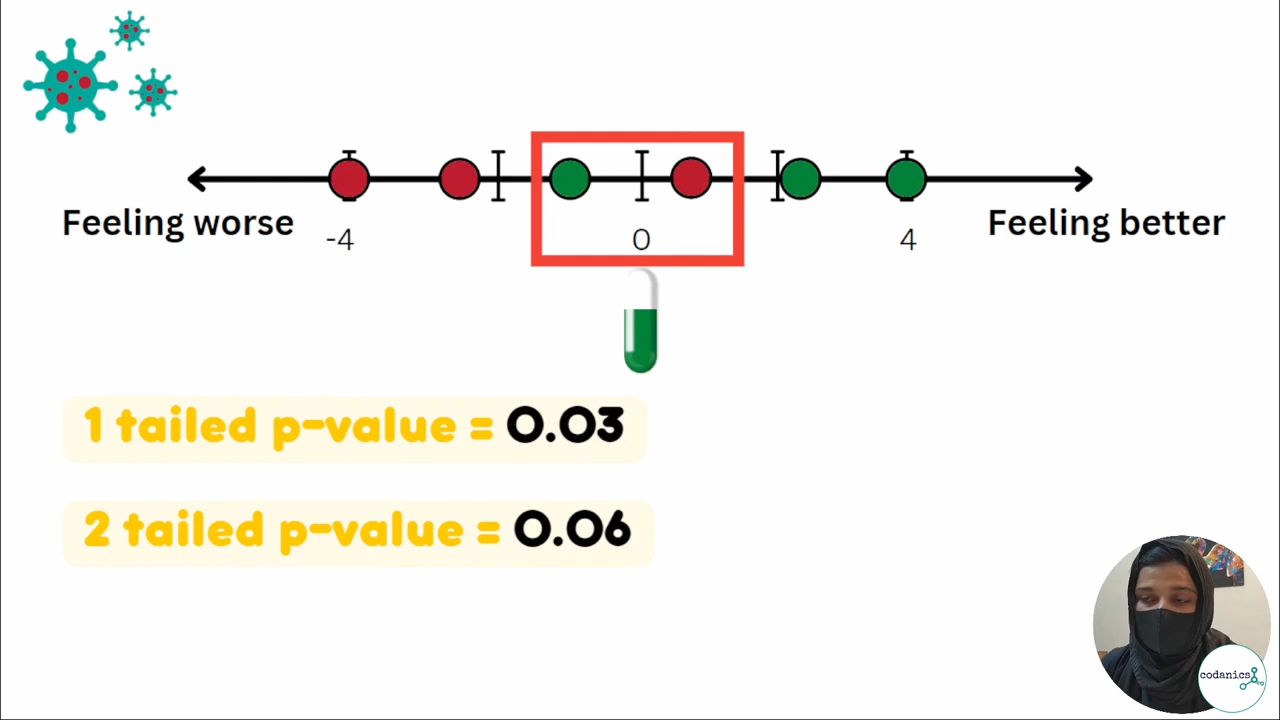 Feeling worse
-4
0
4
Feeling better
1 tailed p-value = 0.03
2 tailed p-value = 0.06
codanics